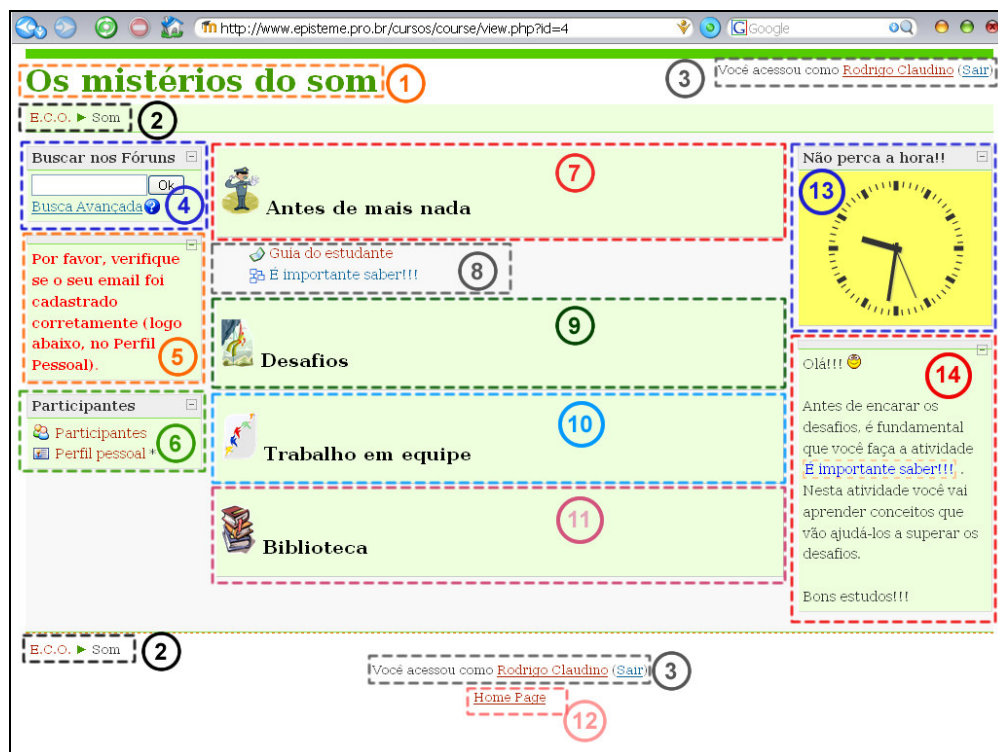 http://www.episteme.pro.br/cursos/course/view.php?id=4
Google
Os mistérios do som
1
3
Você acessou como Rodrigo Claudino (Sair)
E.C.O. ► Som
2
Buscar nos Fóruns
Ok
Busca Avançada?
4
Por favor, verifique
se o seu email foi
cadastrado
corretamente (logo
abaixo, no Perfil
Pessoal).
5
Participantes
Participantes
Perfil pessoal *
6
7
Antes de mais nada
Guia do estudante
É importante saber!!!
8
9
Desafios
10
Trabalho em equipe
11
Biblioteca
Não perca a hora!!
13
Olá!!!
14
Antes de encarar os
desafios, é fundamental
que você faça a atividade
É importante saber!!! .
Nesta atividade você vai
aprender conceitos que
vão ajudá-los a superar os
desafios.
Bons estudos!!!
E.C.O. ► Som
2
Você acessou como Rodrigo Claudino (Sair)
3
Home Page
12